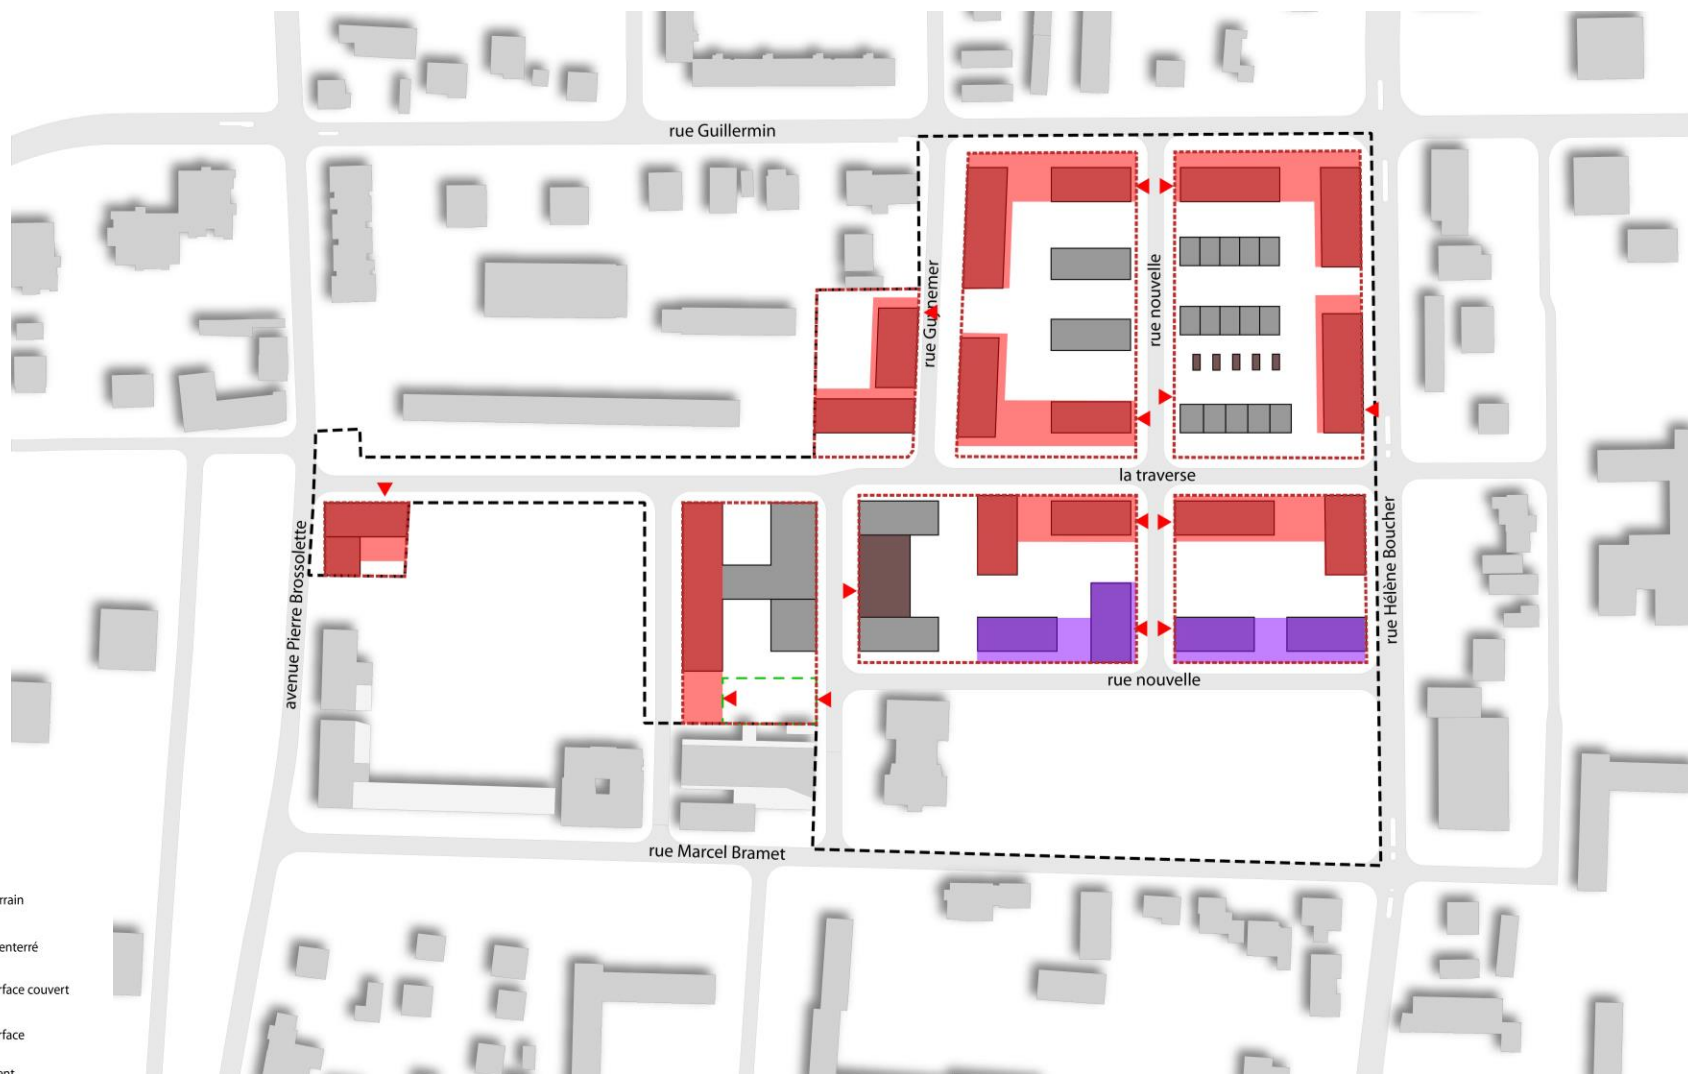 rue Guillermin
rue Guynemer
rue nouvelle
la traverse
avenue Pierre Brossolette
rue Hélène Boucher
rue nouvelle
rue Marcel Bramet
rrain
enterré
rface couvert
rface